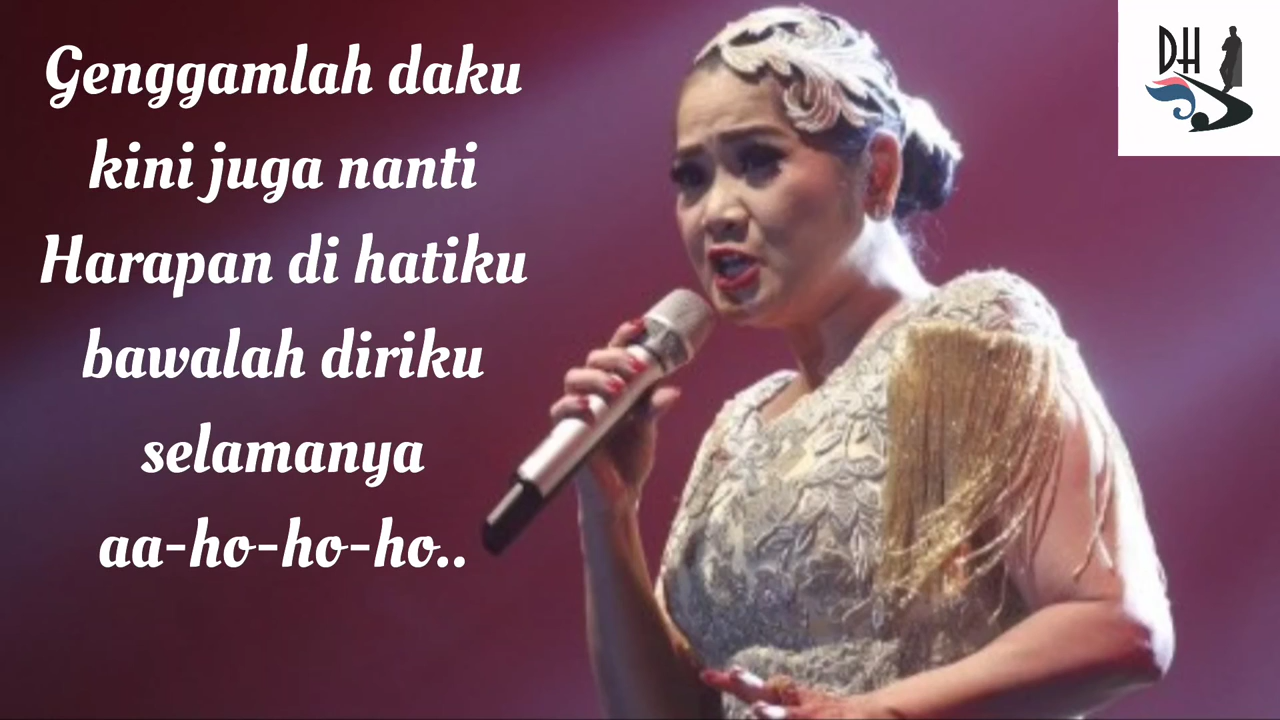 Genggamlah daku
kini juga nanti
Harapan di hatiku
bawalah diriku
selamanya
aa-ho-ho-ho..
DH